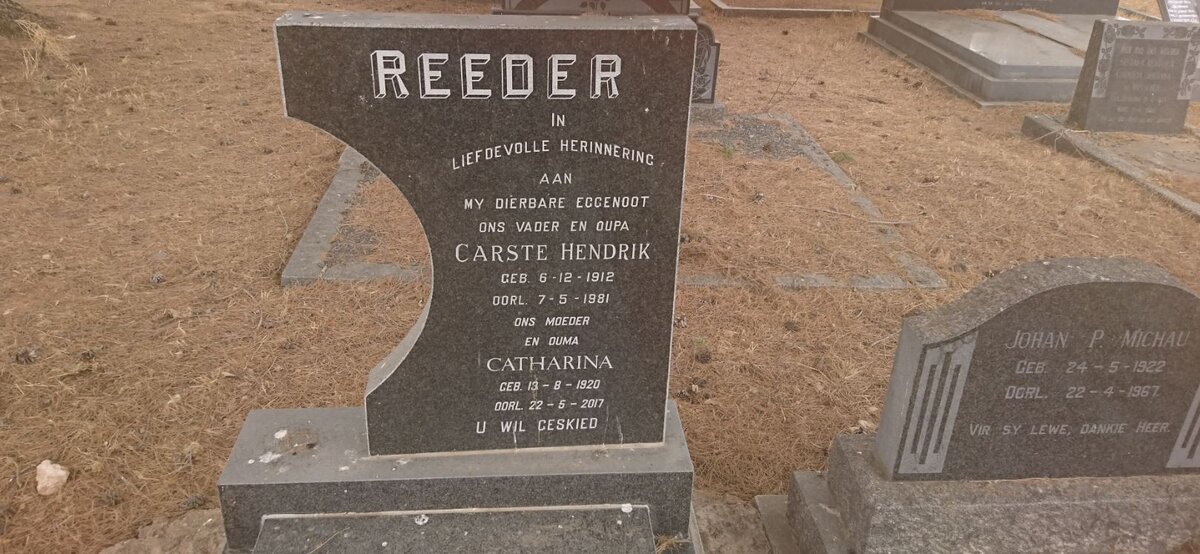 REEDER
IN
LIEFDEVOLLE HERINNERING
AAN
MY DIERBARE EGGENOOT
ONS VADER EN OUPA
CARSTE HENDRIK
GEB. 6-12-1912
OORL. 7-5-1981
ONS MOEDER
EN OUMA
CATHARINA
GEB. 13-8-1920
OORL. 22-5-2017
U WIL GESKIED
JOHAN P. MICHAU
GEB. 24-5-1922
OORL. 22-4-1967
VIR SY LEWE, DANKIE HEER.